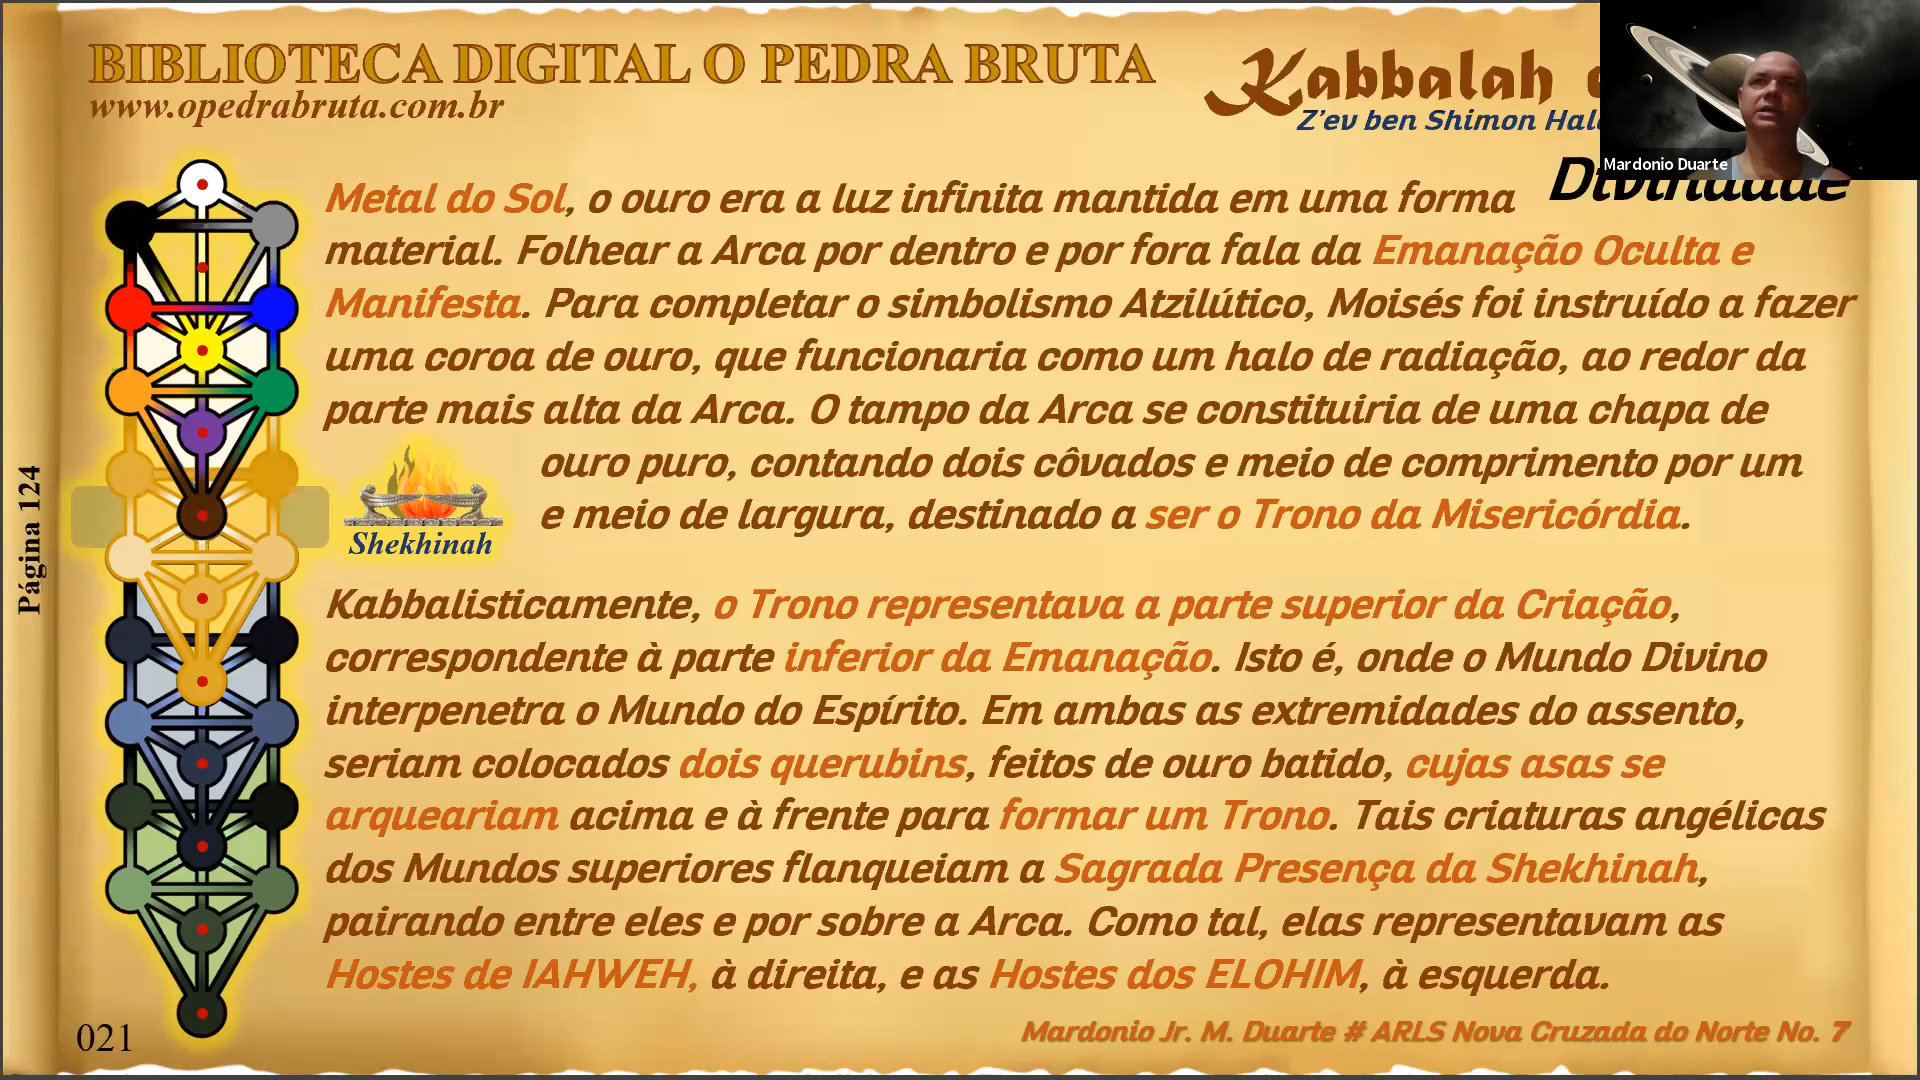 BIBLIOTECA DIGITAL O PEDRA BRUTA
www.opedrabruta.com.br
Kabbalah
Z'ev ben Shimon
Mardonio Duarte
Divindade
Metal do Sol, o ouro era a luz infinita mantida em uma forma
material. Folhear a Arca por dentro e por fora fala da Emanação Oculta e
Manifesta. Para completar o simbolismo Atzilútico, Moisés foi instruído a fazer
uma coroa de ouro, que funcionaria como um halo de radiação, ao redor da
parte mais alta da Arca. O tampo da Arca se constituiria de uma chapa de
ouro puro, contando dois côvados e meio de comprimento por um
e meio de largura, destinado a ser o Trono da Misericórdia.
Shekhinah
Página 124
Kabbalisticamente, o Trono representava a parte superior da Criação,
correspondente à parte inferior da Emanação. Isto é, onde o Mundo Divino
interpenetra o Mundo do Espírito. Em ambas as extremidades do assento,
seriam colocados dois querubins, feitos de ouro batido, cujas asas se
arqueariam acima e à frente para formar um Trono. Tais criaturas angélicas
dos Mundos superiores flanqueiam a Sagrada Presença da Shekhinah,
pairando entre eles e por sobre a Arca. Como tal, elas representavam as
Hostes de IAHWEH, à direita, e as Hostes dos ELOHIM, à esquerda.
021
Mardonio Jr. M. Duarte # ARLS Nova Cruzada do Norte No. 7